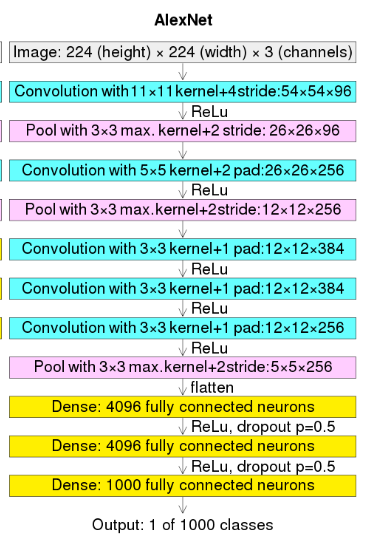 AlexNet
Image: 224 (height) × 224 (width) × 3 (channels)
Convolution with 11×11 kernel+4 stride: 54×54×96
ReLu
Pool with 3×3 max. kernel+2 stride: 26×26×96
Convolution with 5×5 kernel+2 pad:26×26×256
ReLu
Pool with 3×3 max.kernel+2stride:12×12×256
Convolution with 3×3 kernel+1 pad:12×12×384
ReLu
Convolution with 3×3 kernel+1 pad:12×12×384
ReLu
Convolution with 3×3 kernel+1 pad:12×12×256
ReLu
Pool with 3×3 max.kernel+2stride:5×5×256
flatten
Dense: 4096 fully connected neurons
ReLu, dropout p=0.5
Dense: 4096 fully connected neurons
ReLu, dropout p=0.5
Dense: 1000 fully connected neurons
Output: 1 of 1000 classes